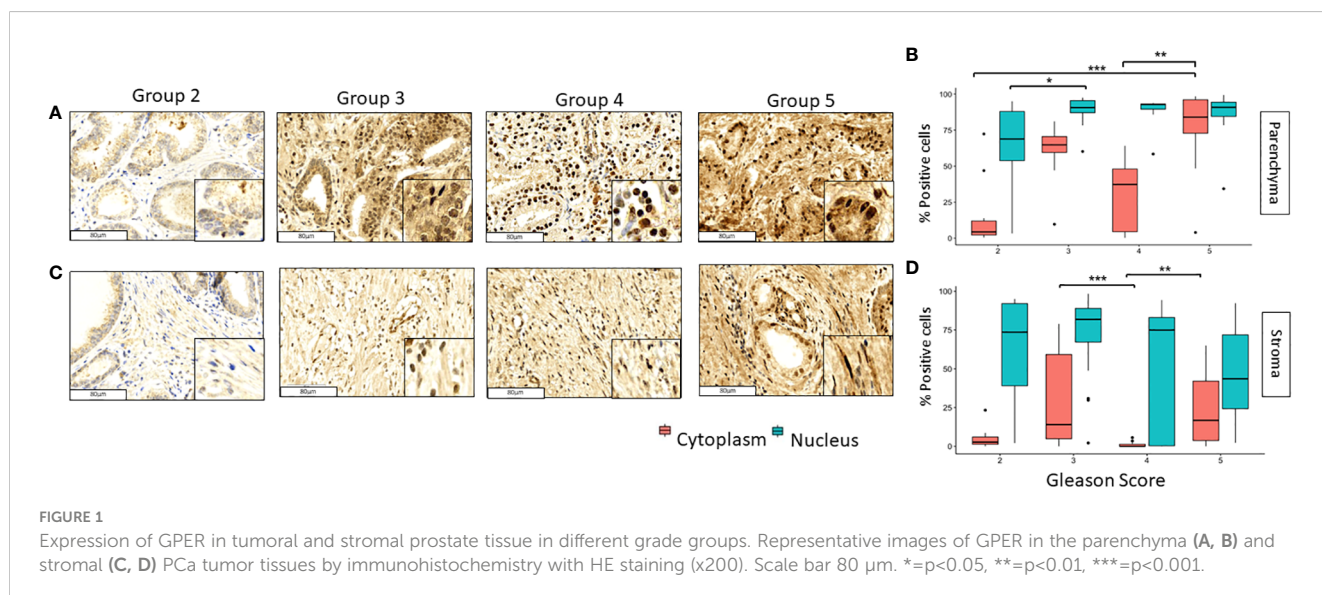 Group 2
Group 3
Group 4
Group 5
A
80µm
80µm
80µm
80µm
B
***
*
**
% Positive cells
100
75
50
25
0
2
3
4
5
Parenchyma
C
80µm
80µm
80µm
80µm
D
***
**
% Positive cells
100
75
50
25
0
2
3
4
5
Stroma
Cytoplasm
Nucleus
Gleason Score
FIGURE 1
Expression of GPER in tumoral and stromal prostate tissue in different grade groups. Representative images of GPER in the parenchyma (A, B) and
stromal (C, D) PCa tumor tissues by immunohistochemistry with HE staining (x200). Scale bar 80 µm. *=p<0.05, **=p<0.01, ***=p<0.001.